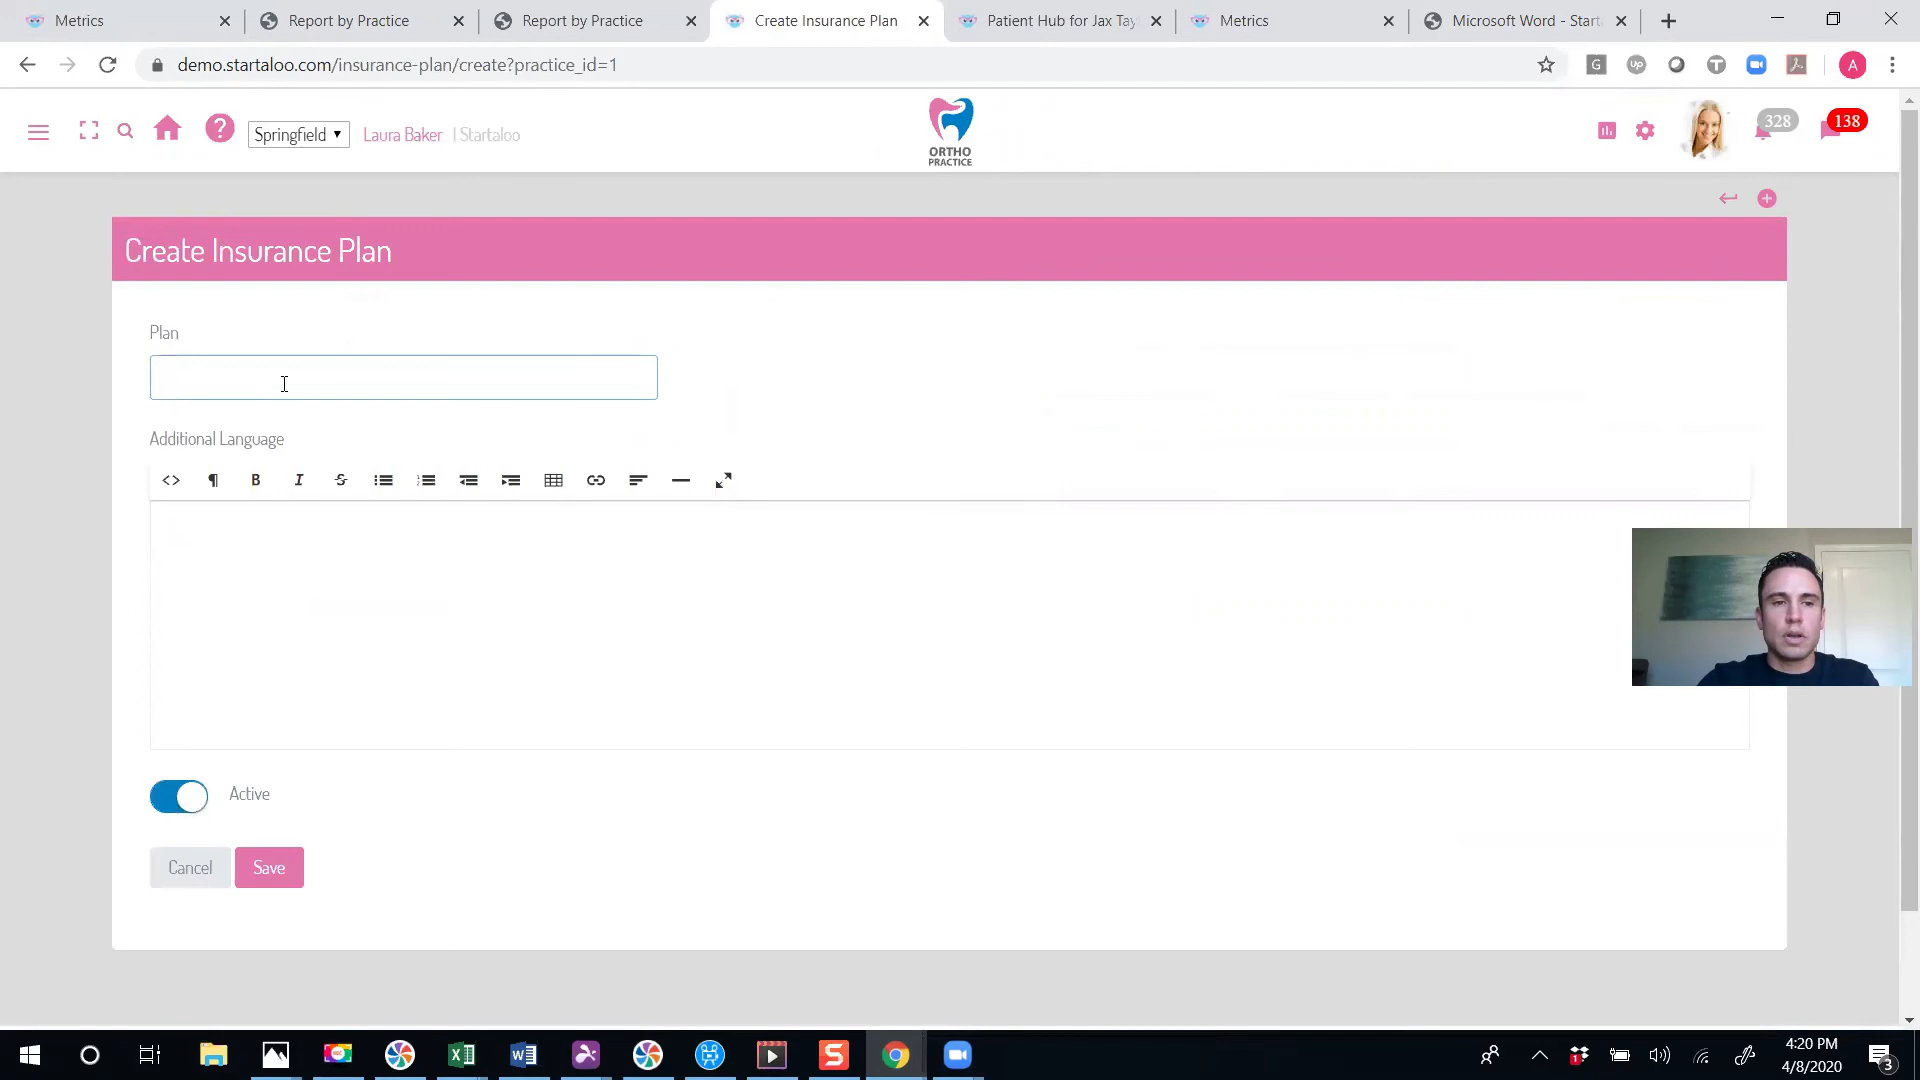 Metrics
Report by Practice
Report by Practice
Create Insurance Plan
Patient Hub for Jax Tay
Metrics
Microsoft Word - Start
demo.startaloo.com/insurance-plan/create?practice_id=1
A
Springfield
Laura Baker | Startaloo
ORTHO
PRACTICE
328
138
Create Insurance Plan
Plan
Additional Language
Active
Cancel
Save
4:20 PM
4/8/2020
3